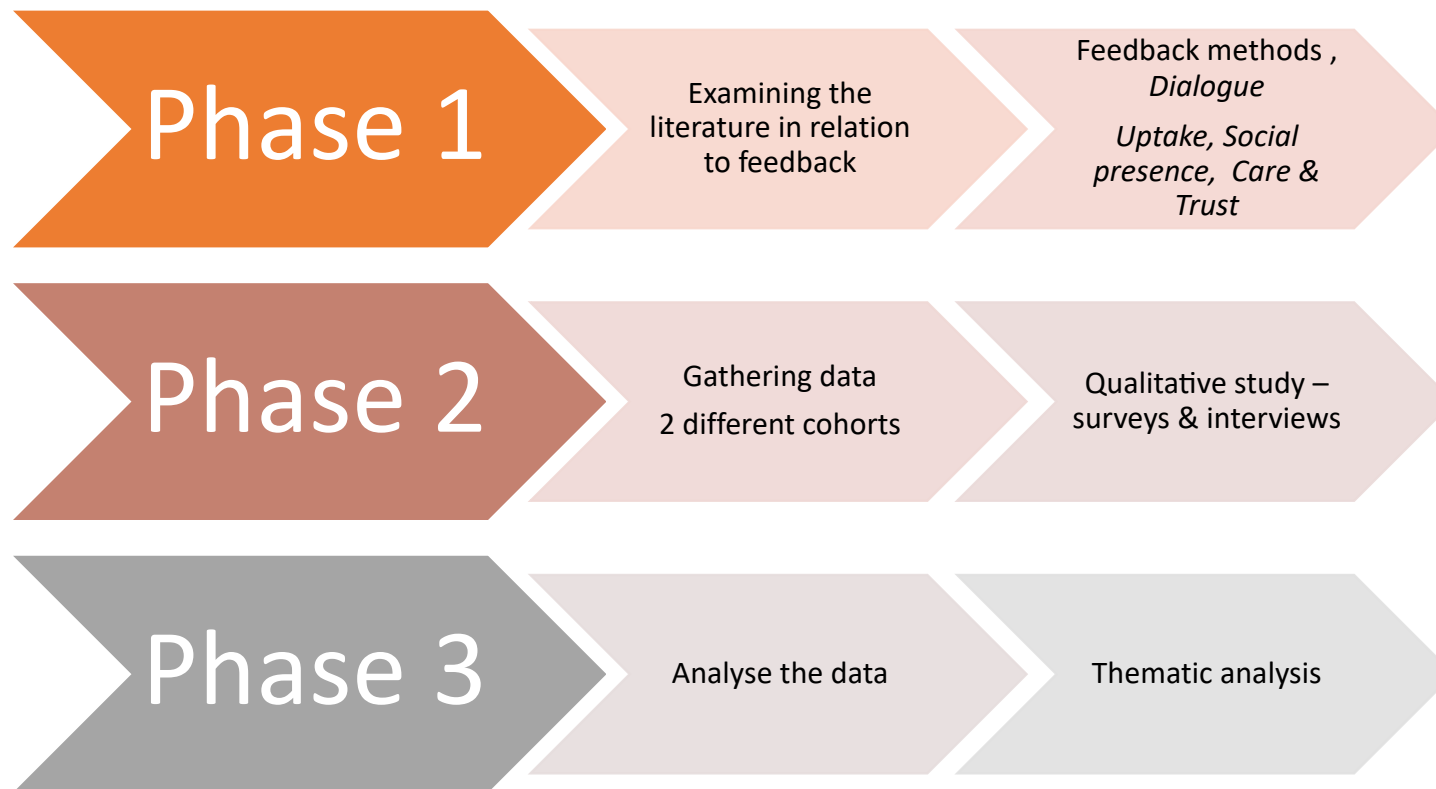 Phase 1
Examining the
literature in relation
to feedback
Feedback methods ,
Dialogue
Uptake, Social
presence,  Care &
Trust
Phase 2
Gathering data
2 different cohorts
Qualitative study –
surveys & interviews
Phase 3
Analyse the data
Thematic analysis